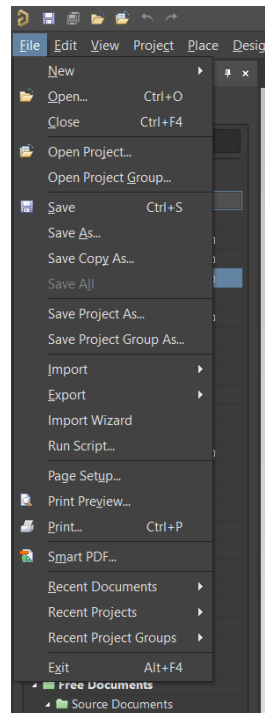 File Edit View Project Place Desig
New
Open... Ctrl+O
Close Ctrl+F4
Open Project...
Open Project Group...
Save Ctrl+S
Save As...
Save Copy As...
Save All
Save Project As...
Save Project Group As...
Import
Export
Import Wizard
Run Script...
Page Setup...
Print Preview...
Print... Ctrl+P
Smart PDF...
Recent Documents
Recent Projects
Recent Project Groups
Exit Alt+F4
Free Documents
Source Documents